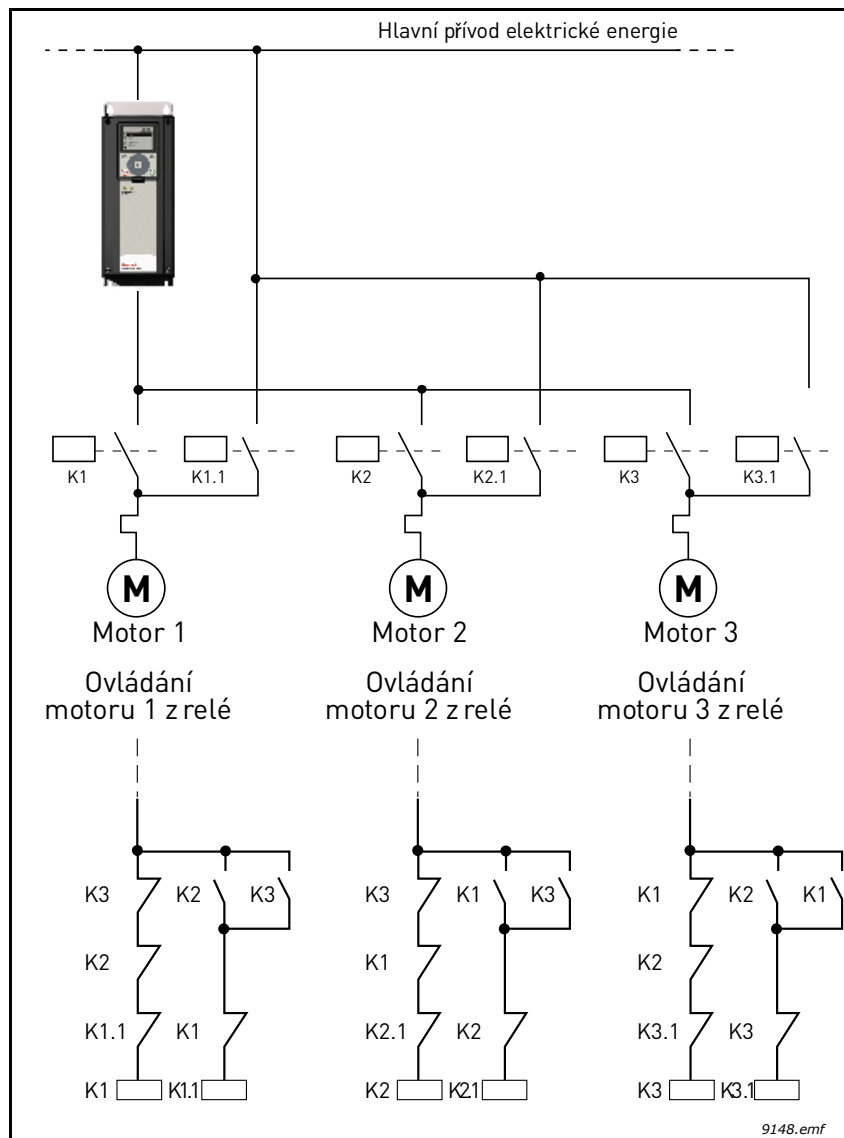 Hlavní přívod elektrické energie
K1 K1.1 K2 K2.1 K3 K3.1
M M M
Motor 1 Motor 2 Motor 3
Ovládání Ovládání Ovládání
motoru 1 z relé motoru 2 z relé motoru 3 z relé
K3 K2 K3 K3 K1 K3 K1 K2 K1
K2 K1 K2
K1.1 K1 K2.1 K2 K3.1 K3
K1 K1.1 K2 K2.1 K3 K3.1
9148.emf